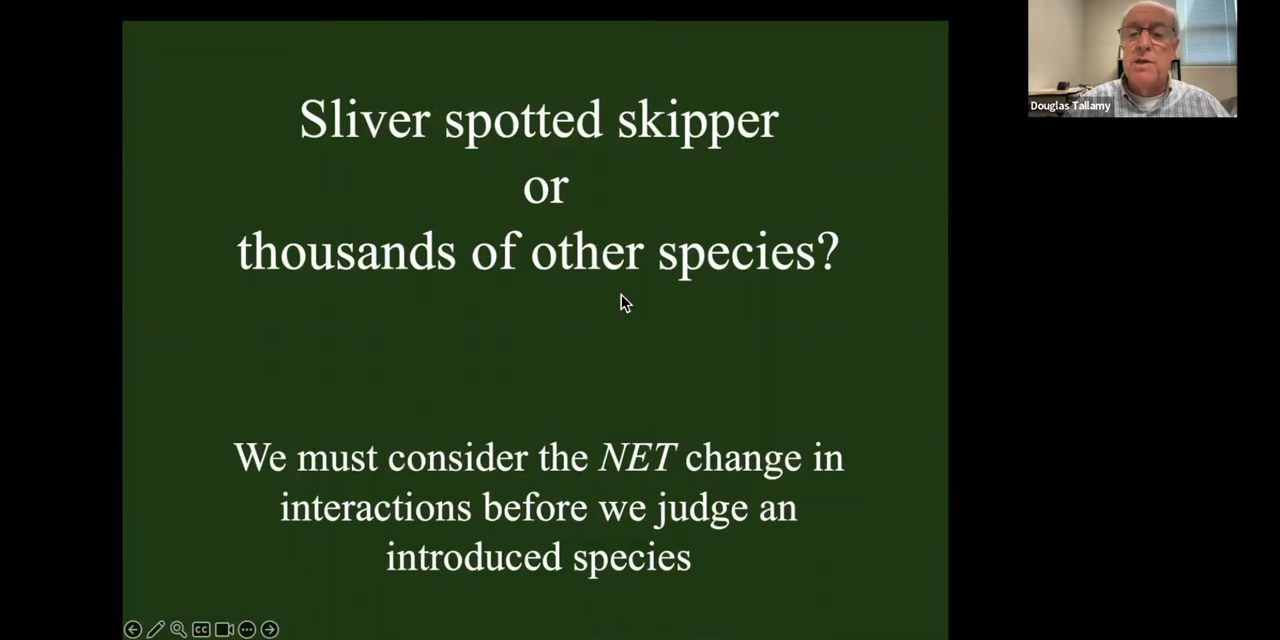 Sliver spotted skipper
or
thousands of other species?
We must consider the NET change in
interactions before we judge an
introduced species
Douglas Tallamy
CC